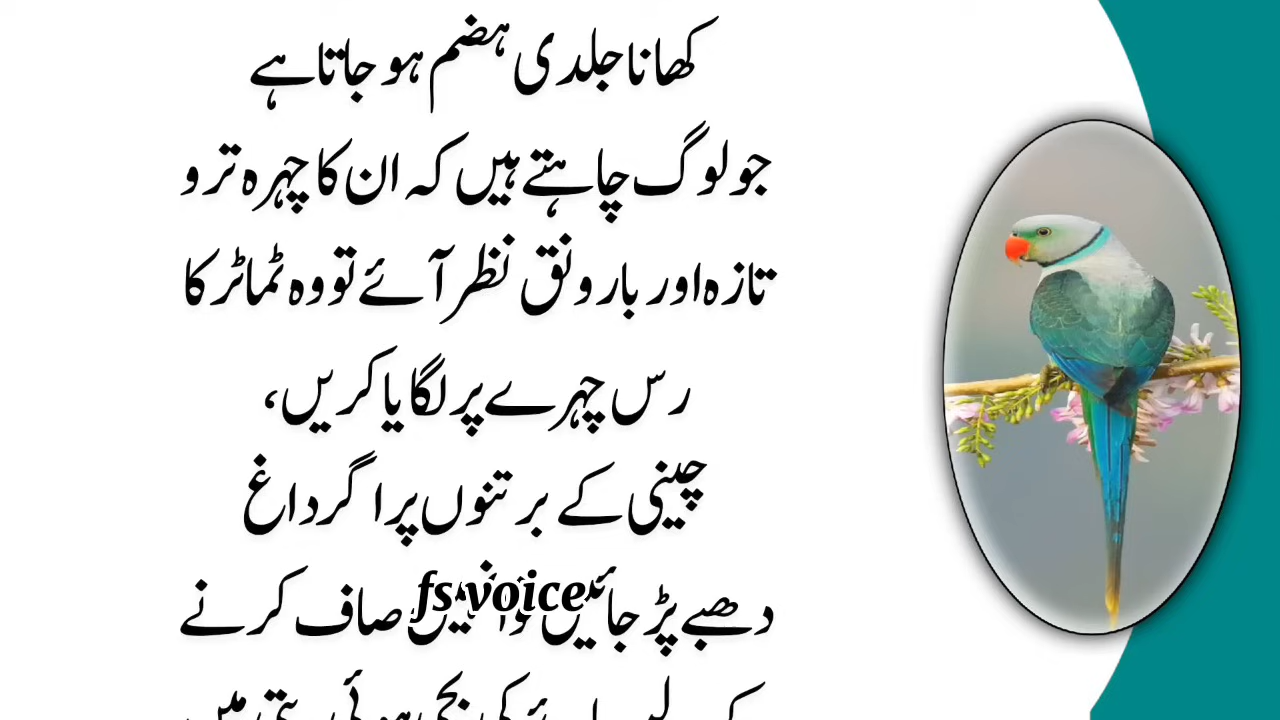 کھانا جلدی ہضم ہو جاتا ہے
جو لوگ چاہتے ہیں کہ ان کا چہرہ ترو
تازہ اور بارونق نظر آئے تو وہ ٹماٹر کا
رس چہرے پر لگایا کریں،
چینی کے برتنوں پر اگر داغ
دھبے پڑ جائیں صاف کرنے
fs voice